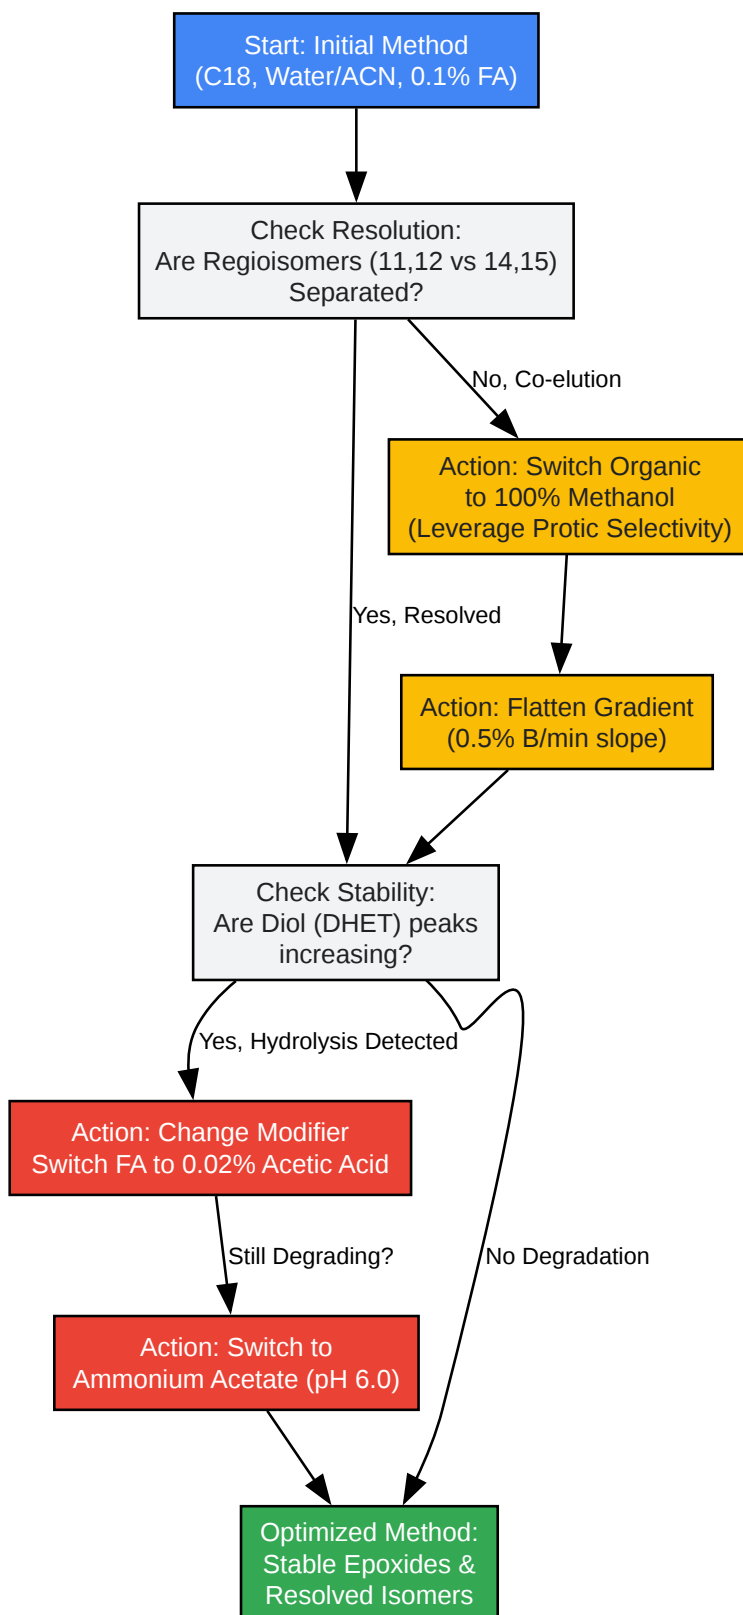 Start: Initial Method
(C18, Water/ACN, 0.1% FA)
Check Resolution:
Are Regioisomers (11,12 vs 14,15)
Separated?
No, Co-elution
Action: Switch Organic
to 100% Methanol
(Leverage Protic Selectivity)
Yes, Resolved
Action: Flatten Gradient
(0.5% B/min slope)
Check Stability:
Are Diol (DHET) peaks
increasing?
Yes, Hydrolysis Detected
Action: Change Modifier
Switch FA to 0.02% Acetic Acid
Still Degrading?
No Degradation
Action: Switch to
Ammonium Acetate (pH 6.0)
Optimized Method:
Stable Epoxides &
Resolved Isomers